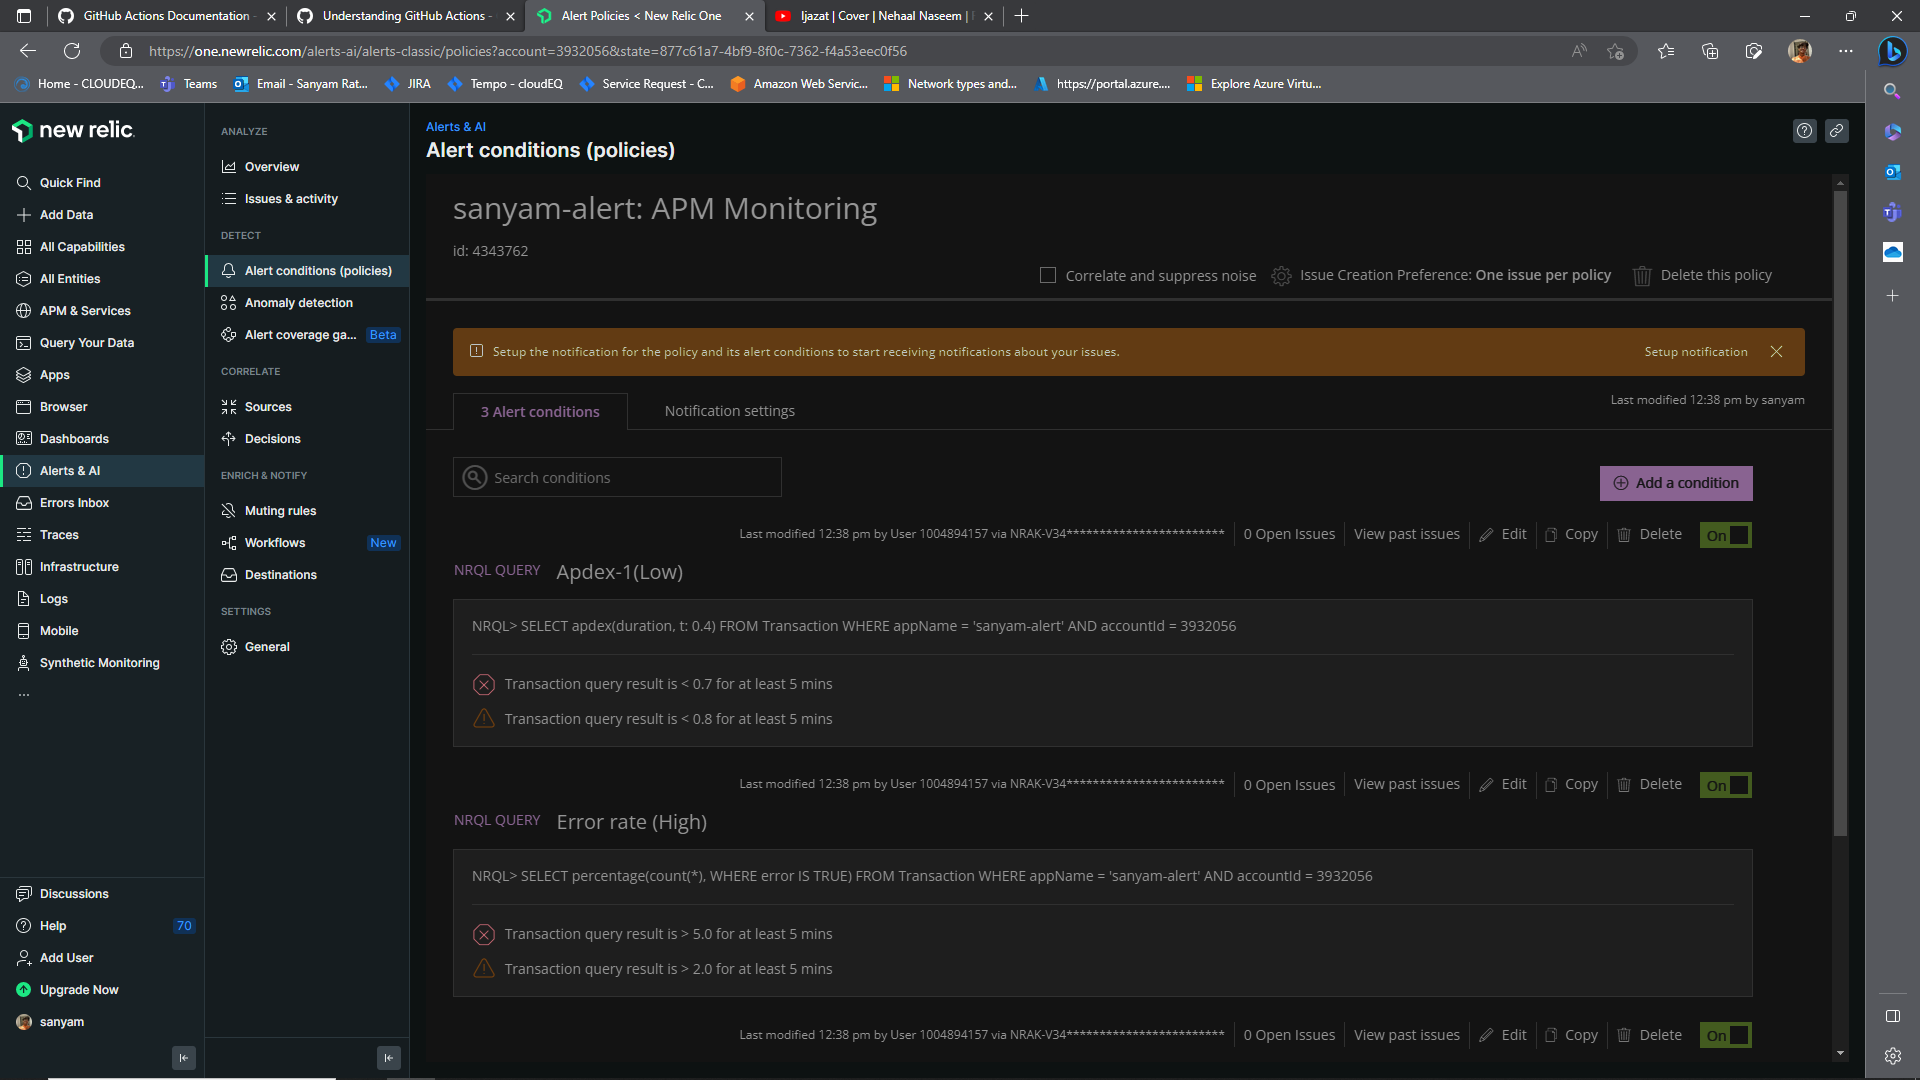 GitHub Actions Documentation -
Understanding GitHub Actions -
Alert Policies < New Relic One
Ijazat | Cover | Nehaal Naseem |
https://one.newrelic.com/alerts-ai/alerts-classic/policies?account=3932056&state=877c61a7-4bf9-8f0c-7362-f4a53eec0f56
Home - CLOUDEQ...
Teams
Email - Sanyam Rat...
JIRA
Tempo - cloudEQ
Service Request - C...
Amazon Web Servic...
Network types and...
https://portal.azure....
Explore Azure Virtu...
new relic
Quick Find
Add Data
All Capabilities
All Entities
APM & Services
Query Your Data
Apps
Browser
Dashboards
Alerts & AI
Errors Inbox
Traces
Infrastructure
Logs
Mobile
Synthetic Monitoring
...
Discussions
Help 70
Add User
Upgrade Now
sanyam
ANALYZE
Overview
Issues & activity
DETECT
Alert conditions (policies)
Anomaly detection
Alert coverage ga... Beta
CORRELATE
Sources
Decisions
ENRICH & NOTIFY
Muting rules
Workflows New
Destinations
SETTINGS
General
Alerts & AI
Alert conditions (policies)
sanyam-alert: APM Monitoring
id: 4343762
Correlate and suppress noise
Issue Creation Preference: One issue per policy
Delete this policy
Setup the notification for the policy and its alert conditions to start receiving notifications about your issues.
Setup notification
3 Alert conditions
Notification settings
Last modified 12:38 pm by sanyam
Search conditions
Add a condition
Last modified 12:38 pm by User 1004894157 via NRAK-V34************************ 0 Open Issues View past issues Edit Copy Delete On
NRQL QUERY Apdex-1(Low)
NRQL> SELECT apdex(duration, t: 0.4) FROM Transaction WHERE appName = 'sanyam-alert' AND accountId = 3932056
Transaction query result is < 0.7 for at least 5 mins
Transaction query result is < 0.8 for at least 5 mins
Last modified 12:38 pm by User 1004894157 via NRAK-V34************************ 0 Open Issues View past issues Edit Copy Delete On
NRQL QUERY Error rate (High)
NRQL> SELECT percentage(count(*), WHERE error IS TRUE) FROM Transaction WHERE appName = 'sanyam-alert' AND accountId = 3932056
Transaction query result is > 5.0 for at least 5 mins
Transaction query result is > 2.0 for at least 5 mins
Last modified 12:38 pm by User 1004894157 via NRAK-V34************************ 0 Open Issues View past issues Edit Copy Delete On